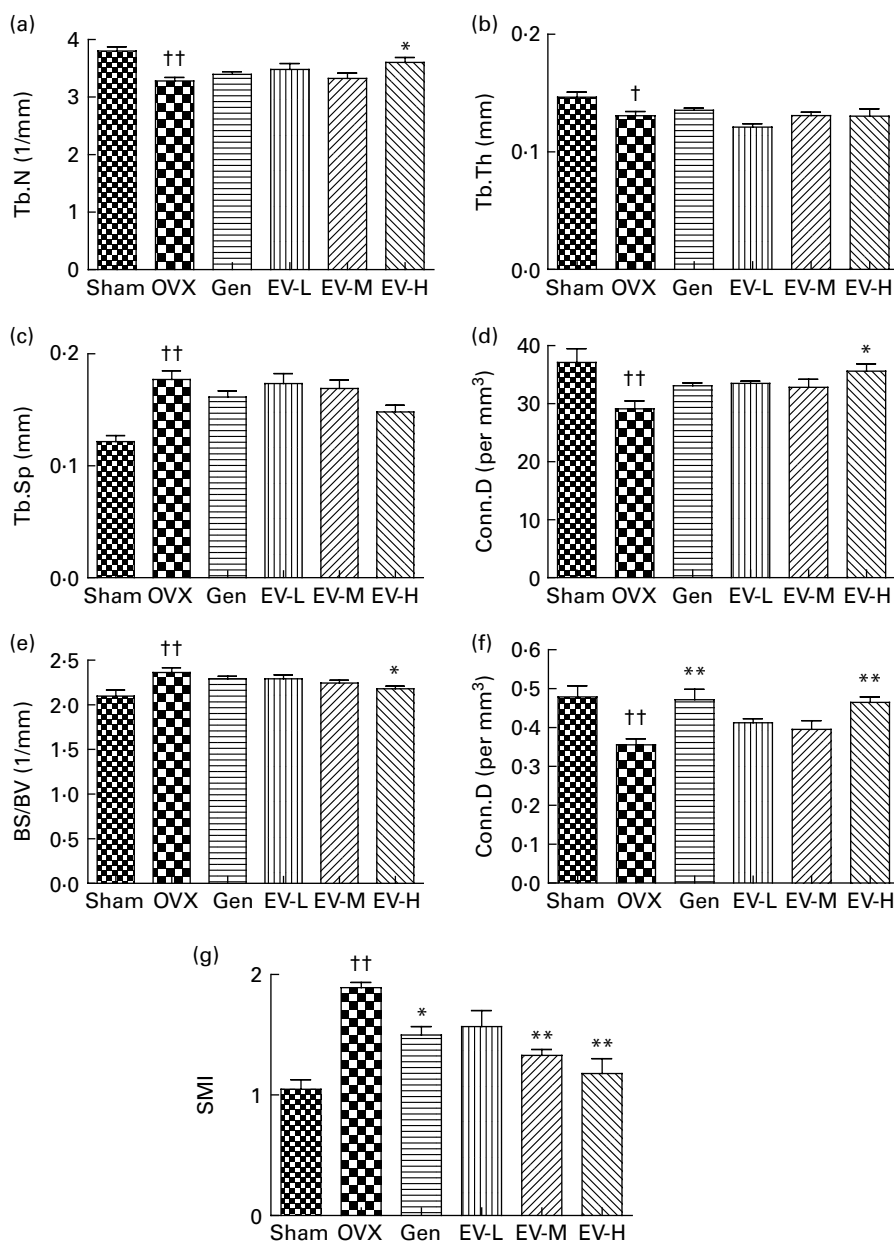 (a)
4
3
2
1
0
Tb.N (1/mm)
††
*
Sham OVX Gen EV-L EV-M EV-H
(b)
0·2
0·1
0·0
Tb.Th (mm)
†
Sham OVX Gen EV-L EV-M EV-H
(c)
0·2
0·1
0·0
Tb.Sp (mm)
††
Sham OVX Gen EV-L EV-M EV-H
(d)
40
30
20
10
0
Conn.D (per mm³)
††
*
Sham OVX Gen EV-L EV-M EV-H
(e)
2·5
2·0
1·5
2·0
0·5
0·0
BS/BV (1/mm)
††
*
Sham OVX Gen EV-L EV-M EV-H
(f)
0·6
0·5
0·4
0·3
0·2
0·1
0·0
Conn.D (per mm³)
††
**
**
Sham OVX Gen EV-L EV-M EV-H
(g)
2
1
0
SMI
††
*
**
**
Sham OVX Gen EV-L EV-M EV-H